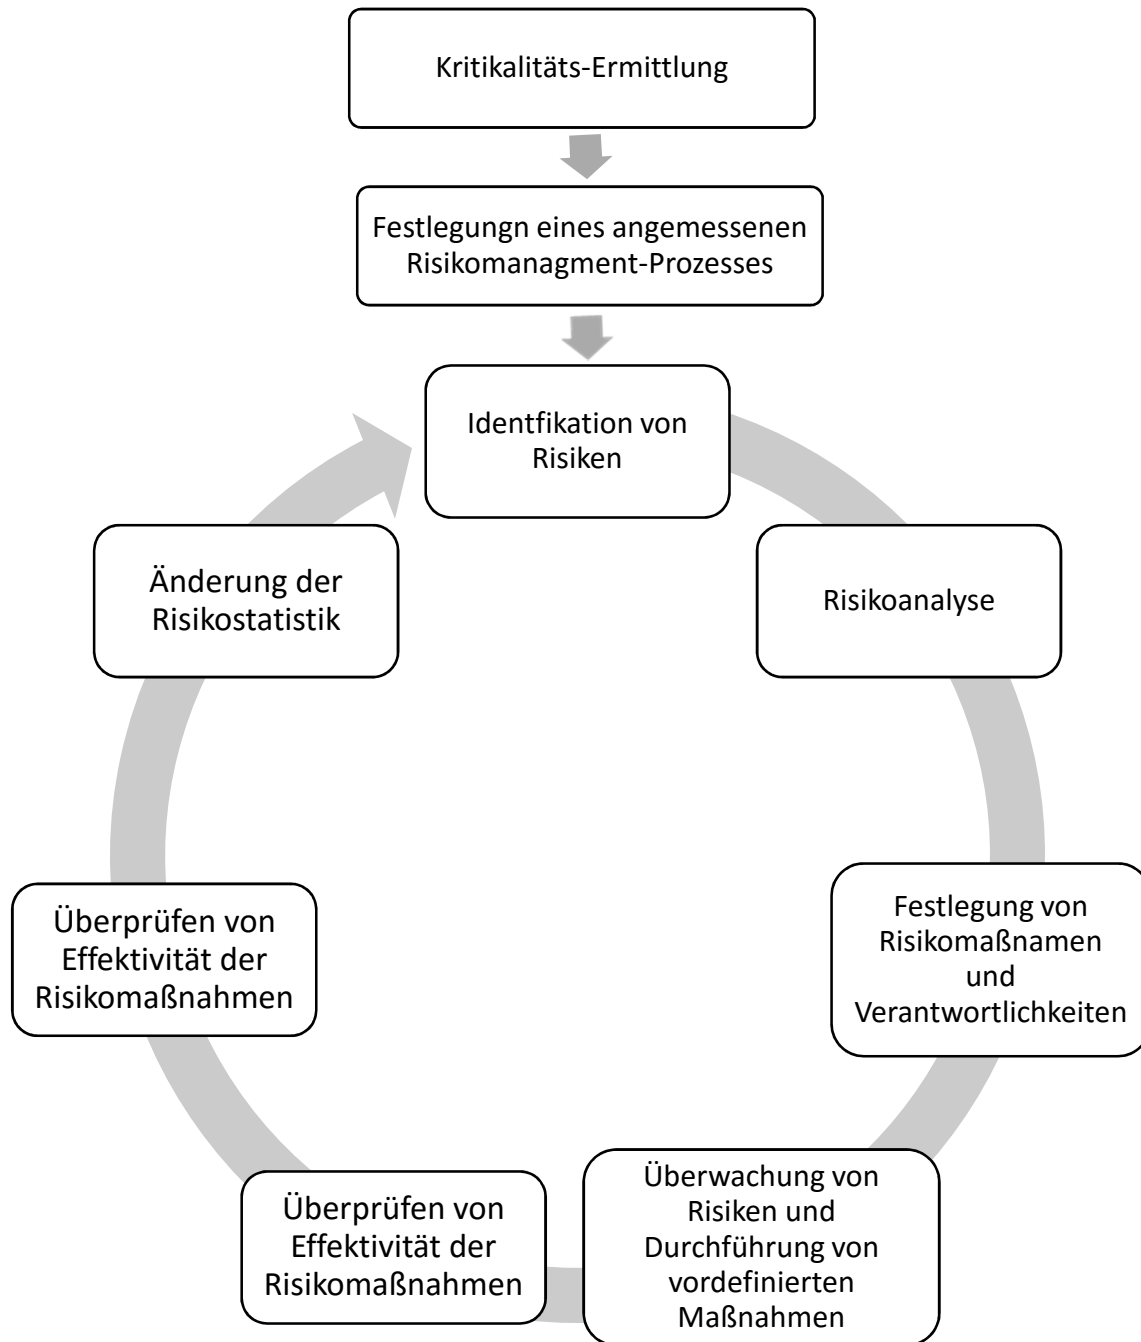 Kritikalitäts-Ermittlung
Festlegungn eines angemessenen
Risikomanagment-Prozesses
Identfikation von
Risiken
Risikoanalyse
Festlegung von
Risikomaßnamen
und
Verantwortlichkeiten
Überwachung von
Risiken und
Durchführung von
vordefinierten
Maßnahmen
Überprüfen von
Effektivität der
Risikomaßnahmen
Überprüfen von
Effektivität der
Risikomaßnahmen
Änderung der
Risikostatistik